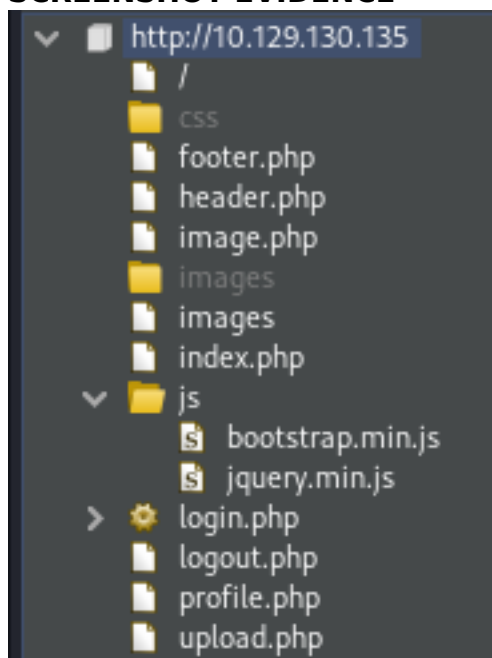 SCREENSHOT EVIDENCE
http://10.129.130.135
/
css
footer.php
header.php
image.php
images
images
index.php
js
bootstrap.min.js
jquery.min.js
login.php
logout.php
profile.php
upload.php